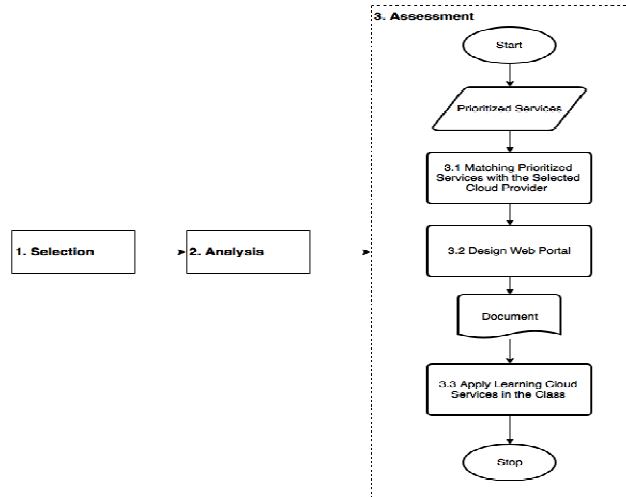 3. Assessment
Start
Prioritized Services
3.1 Matching Prioritized
Services with the Selected
Cloud Provider
1. Selection
2. Analysis
3.2 Design Web Portal
Document
3.3 Apply Learning Cloud
Services in the Class
Stop